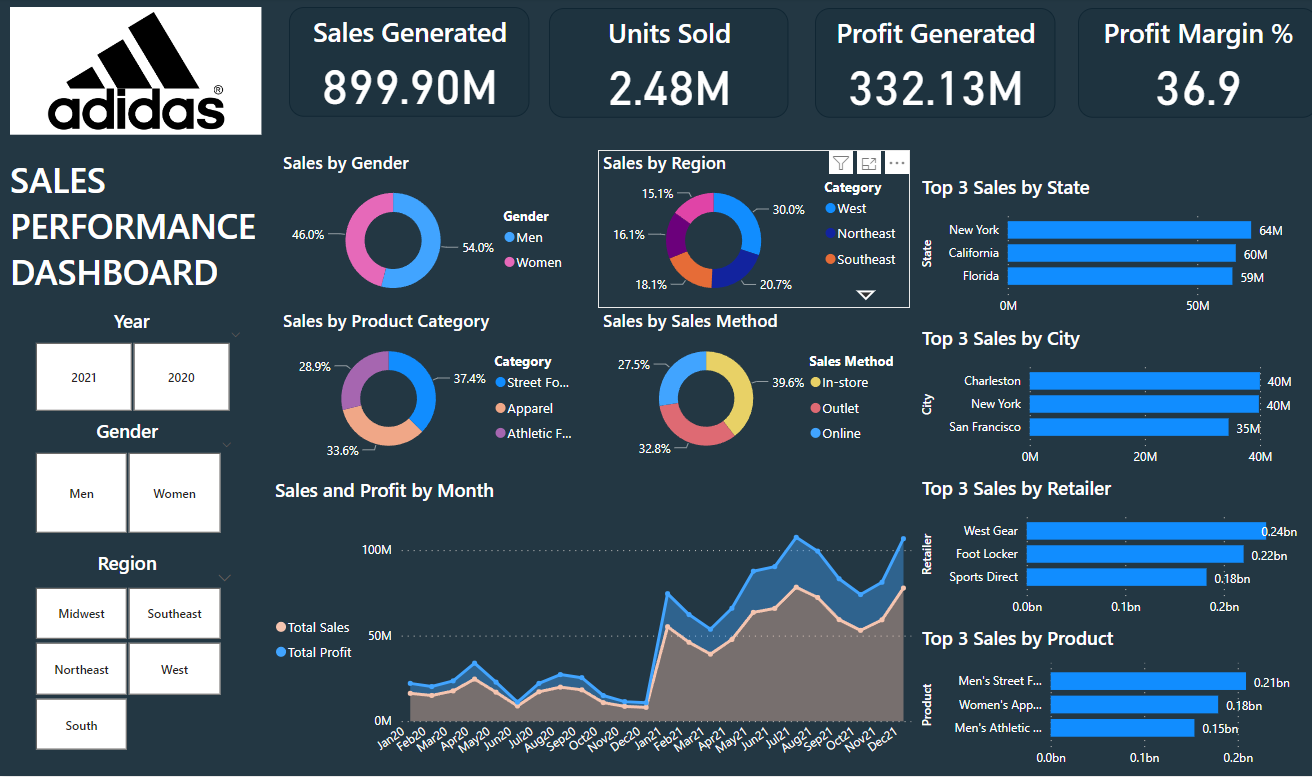 adidas®
Sales Generated
899.90M
Units Sold
2.48M
Profit Generated
332.13M
Profit Margin %
36.9
SALES
PERFORMANCE
DASHBOARD
Year
2021
2020
Gender
Men
Women
Region
Midwest
Southeast
Northeast
West
South
Sales by Gender
46.0%
54.0%
Gender
Men
Women
Sales by Region
15.1%
30.0%
16.1%
18.1%
20.7%
Category
West
Northeast
Southeast
Sales by Product Category
28.9%
37.4%
33.6%
Category
Street Fo...
Apparel
Athletic F...
Sales by Sales Method
27.5%
39.6%
32.8%
Sales Method
In-store
Outlet
Online
Sales and Profit by Month
Total Sales
Total Profit
100M
50M
0M
Jan20
Feb20
Mar20
Apr20
May20
Jun20
Jul20
Aug20
Sep20
Oct20
Nov20
Dec20
Jan21
Feb21
Mar21
Apr21
May21
Jun21
Jul21
Aug21
Sep21
Oct21
Nov21
Dec21
Top 3 Sales by State
State
New York 64M
California 60M
Florida 59M
0M 50M
Top 3 Sales by City
City
Charleston 40M
New York 40M
San Francisco 35M
0M 20M 40M
Top 3 Sales by Retailer
Retailer
West Gear 0.24bn
Foot Locker 0.22bn
Sports Direct 0.18bn
0.0bn 0.1bn 0.2bn
Top 3 Sales by Product
Product
Men's Street F... 0.21bn
Women's App... 0.18bn
Men's Athletic ... 0.15bn
0.0bn 0.1bn 0.2bn